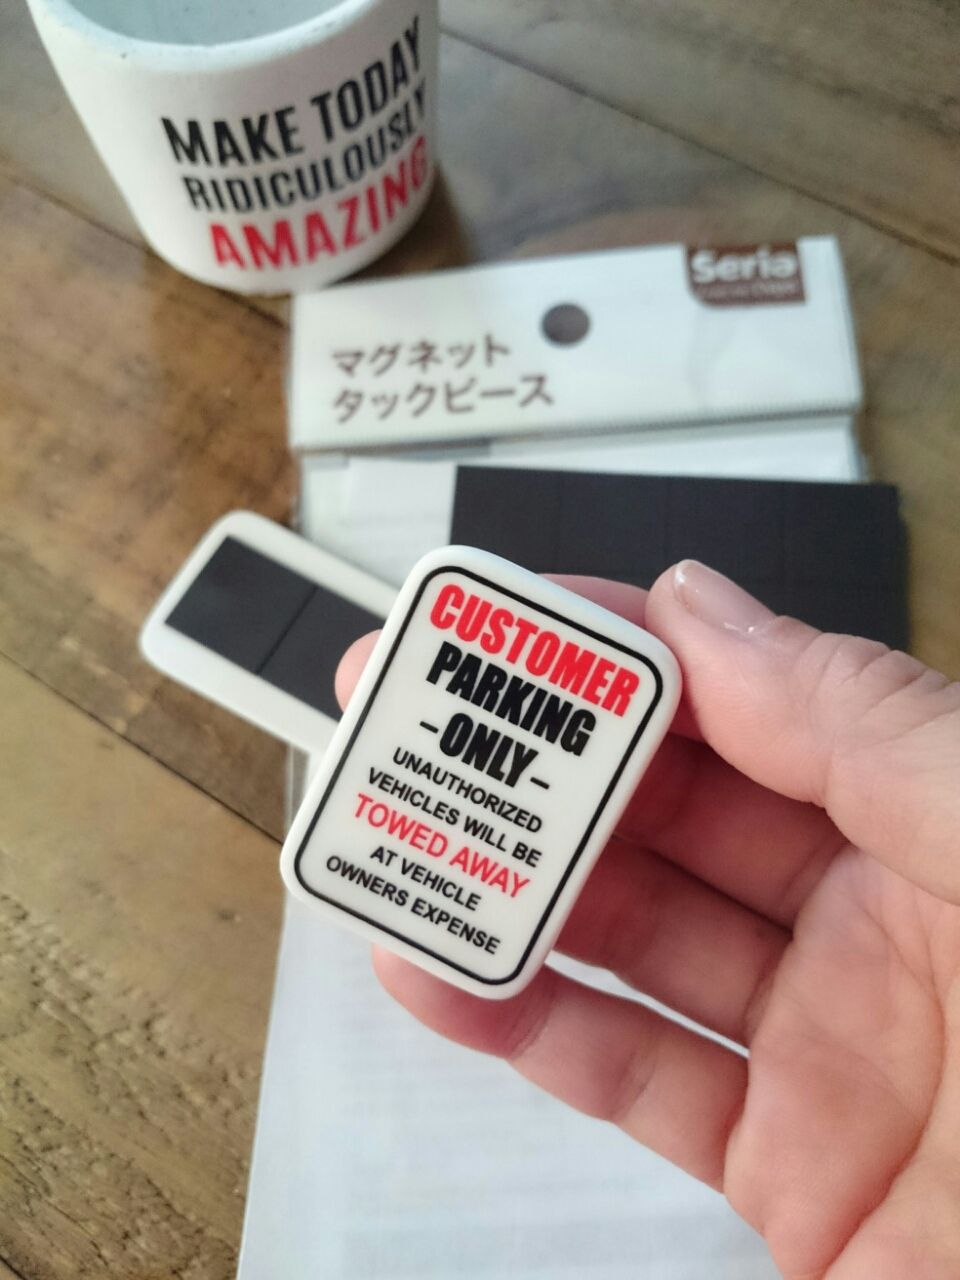 MAKE TODAY
RIDICULOUSLY
AMAZING
Seria
マグネット
タックピース
CUSTOMER
PARKING
-ONLY-
UNAUTHORIZED
VEHICLES WILL BE
TOWED AWAY
AT VEHICLE
OWNERS EXPENSE